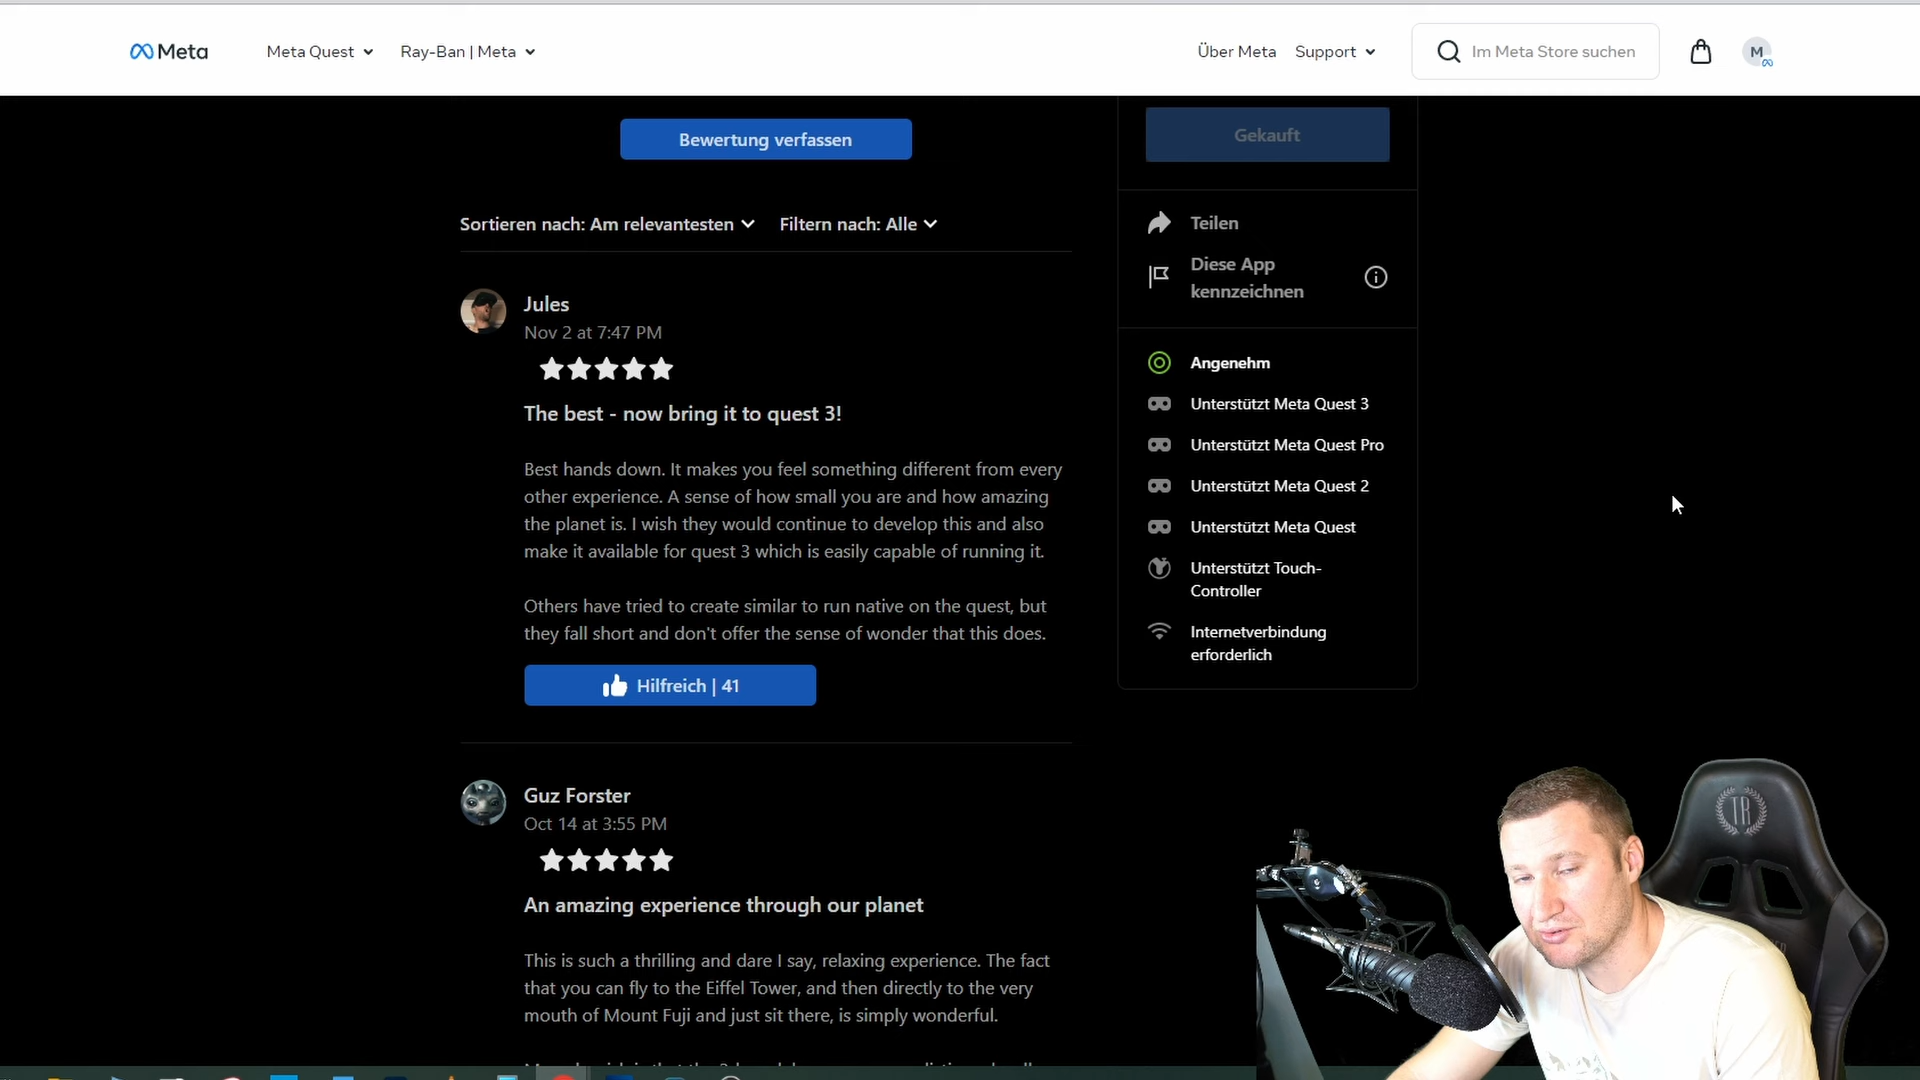 Meta
Meta Quest
Ray-Ban | Meta
Über Meta
Support
Im Meta Store suchen
M
Bewertung verfassen
Sortieren nach: Am relevantesten
Filtern nach: Alle
Jules
Nov 2 at 7:47 PM
The best - now bring it to quest 3!
Best hands down. It makes you feel something different from every
other experience. A sense of how small you are and how amazing
the planet is. I wish they would continue to develop this and also
make it available for quest 3 which is easily capable of running it.
Others have tried to create similar to run native on the quest, but
they fall short and don't offer the sense of wonder that this does.
Hilfreich | 41
Guz Forster
Oct 14 at 3:55 PM
An amazing experience through our planet
This is such a thrilling and dare I say, relaxing experience. The fact
that you can fly to the Eiffel Tower, and then directly to the very
mouth of Mount Fuji and just sit there, is simply wonderful.
Gekauft
Teilen
Diese App
kennzeichnen
Angenehm
Unterstützt Meta Quest 3
Unterstützt Meta Quest Pro
Unterstützt Meta Quest 2
Unterstützt Meta Quest
Unterstützt Touch-
Controller
Internetverbindung
erforderlich
TR